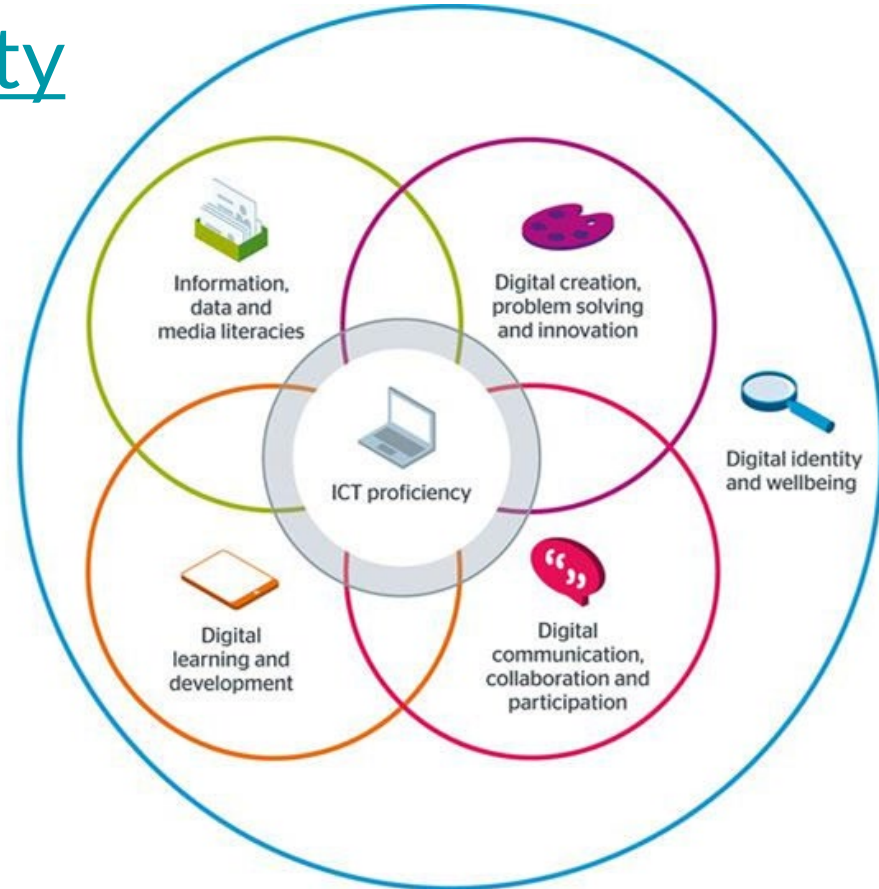 ty
Information,
data and
media literacies
Digital creation,
problem solving
and innovation
Digital identity
and wellbeing
ICT proficiency
Digital
learning and
development
Digital
communication,
collaboration and
participation